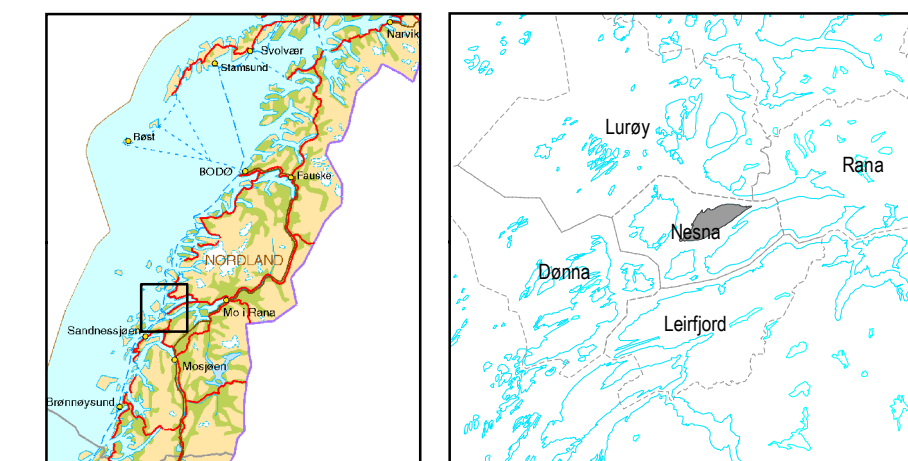 Narvik
Svolvær
Stamsund
Røst
BODØ
Fauske
NORDLAND
Mo i Rana
Sandnessjøen
Mosjøen
Brønnøysund
Lurøy
Rana
Nesna
Dønna
Leirfjord